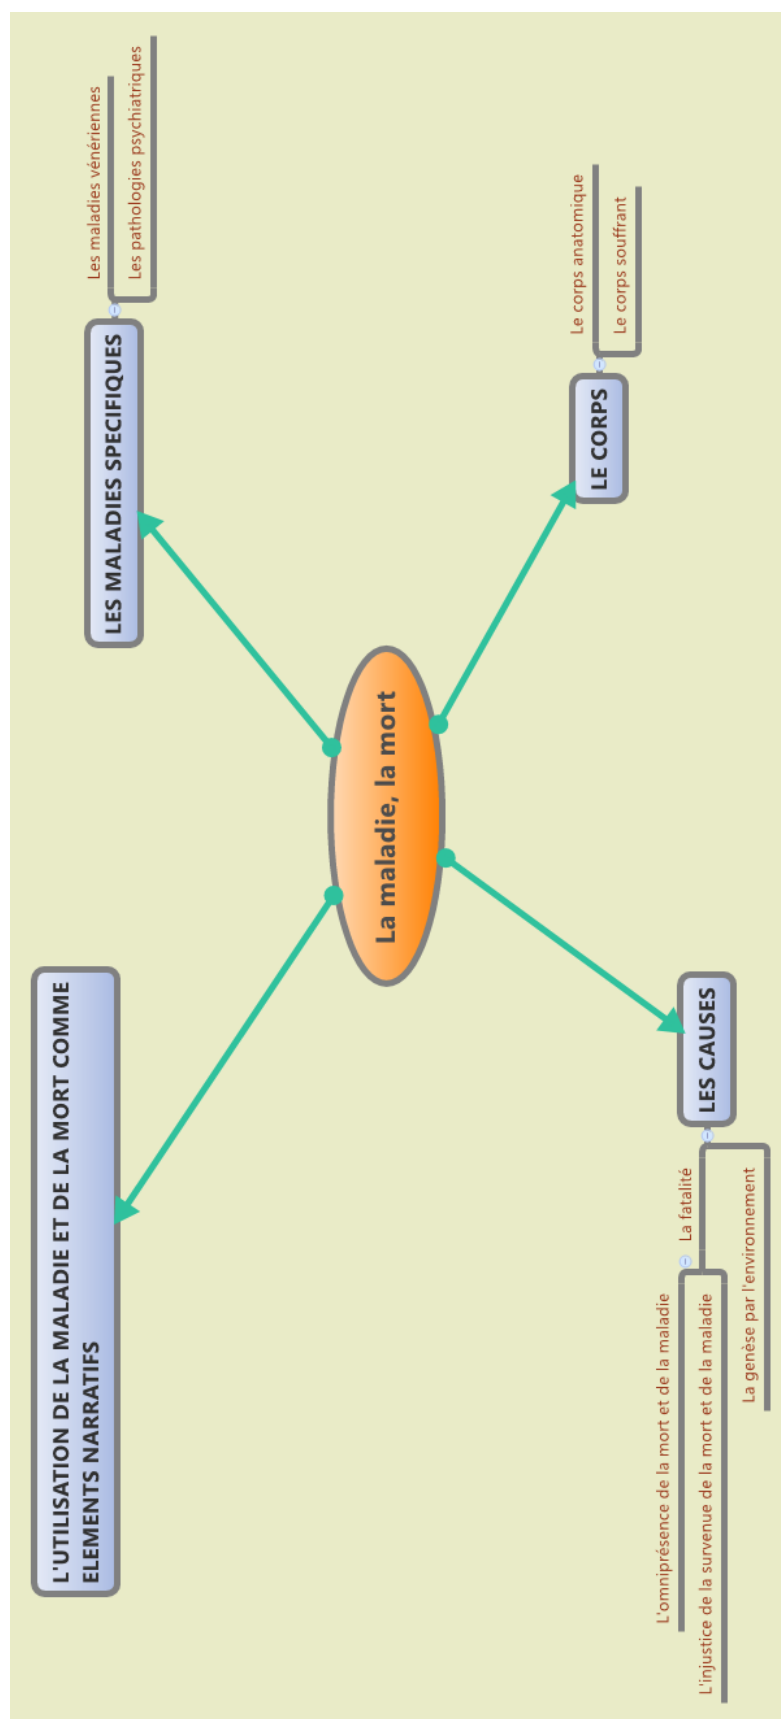 L'UTILISATION DE LA MALADIE ET DE LA MORT COMME
ELEMENTS NARRATIFS
LES MALADIES SPECIFIQUES
Les maladies vénériennes
Les pathologies psychiatriques
La maladie, la mort
LE CORPS
Le corps anatomique
Le corps souffrant
LES CAUSES
La fatalité
L'omniprésence de la mort et de la maladie
L'injustice de la survenue de la mort et de la maladie
La genèse par l'environnement